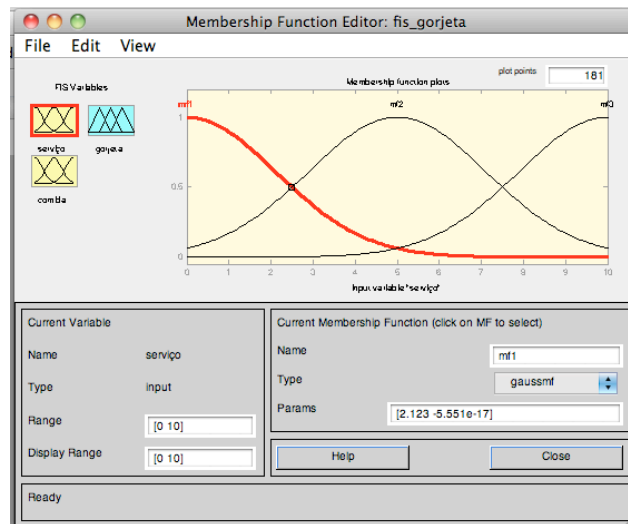 Membership Function Editor: fis_gorjeta
File Edit View
FIS Variables
serviço
gorjeta
comida
plot points
181
Membership function plots
mf1
mf2
mf3
1
0.5
0
0 1 2 3 4 5 6 7 8 9 10
input variable "serviço"
Current Variable
Name serviço
Type input
Range [0 10]
Display Range [0 10]
Current Membership Function (click on MF to select)
Name mf1
Type gaussmf
Params [2.123 -5.551e-17]
Help Close
Ready